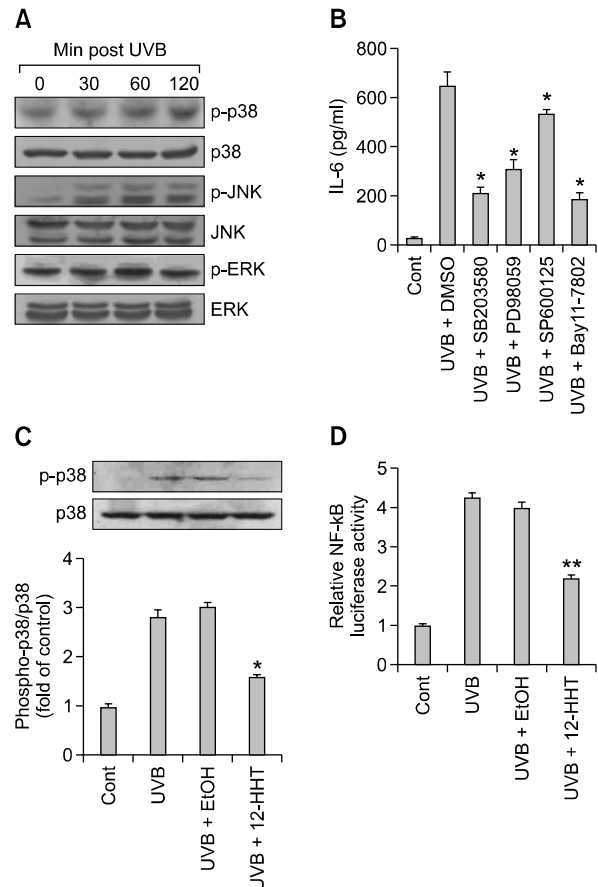 A
Min post UVB
0 30 60 120
p-p38
p38
p-JNK
JNK
p-ERK
ERK
B
IL-6 (pg/ml)
800
600
400
200
0
*
*
*
*
Cont
UVB + DMSO
UVB + SB203580
UVB + PD98059
UVB + SP600125
UVB + Bay11-7802
C
p-p38
p38
Phospho-p38/p38
(fold of control)
4
3
2
1
0
*
Cont
UVB
UVB + EtOH
UVB + 12-HHT
D
Relative NF-kB
luciferase activity
5
4
3
2
1
0
**
Cont
UVB
UVB + EtOH
UVB + 12-HHT